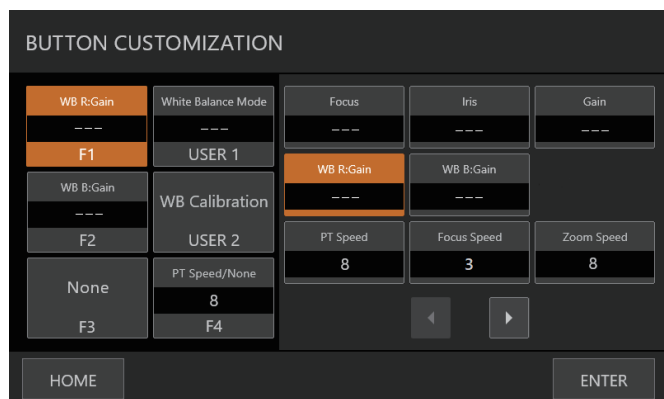 BUTTON CUSTOMIZATION
WB R:Gain
---
F1
White Balance Mode
---
USER 1
WB B:Gain
---
F2
WB Calibration
USER 2
None
F3
PT Speed/None
8
F4
Focus
---
Iris
---
Gain
---
WB R:Gain
---
WB B:Gain
---
PT Speed
8
Focus Speed
3
Zoom Speed
8
HOME
ENTER